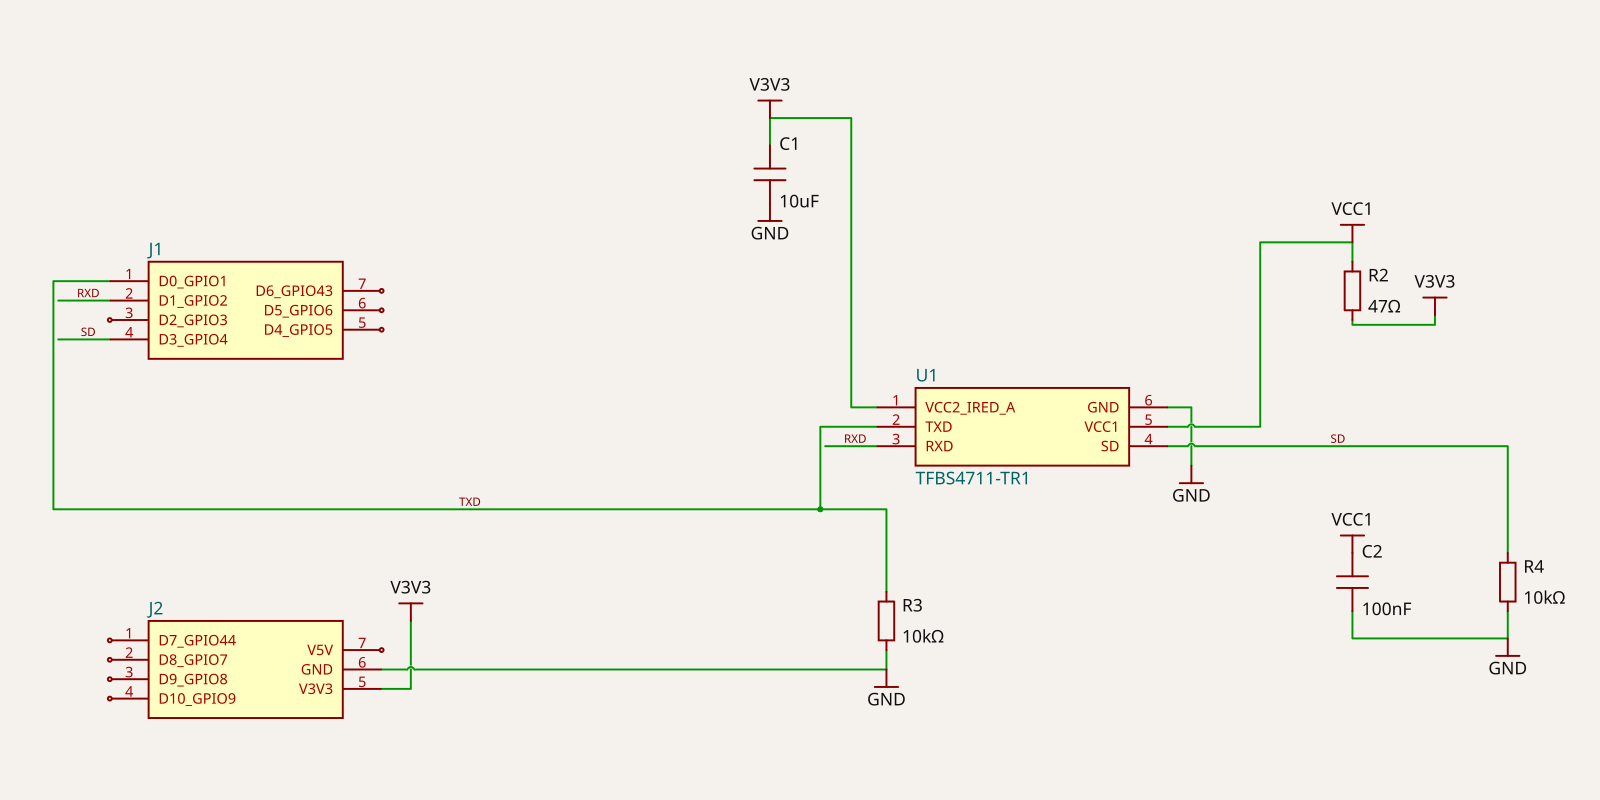 V3V3
C1
10uF
GND
VCC1
R2
47Ω
V3V3
J1
1 D0_GPIO1
RXD 2 D1_GPIO2
3 D2_GPIO3
SD 4 D3_GPIO4
D6_GPIO43 7
D5_GPIO6 6
D4_GPIO5 5
U1
1 VCC2_IRED_A
2 TXD
RXD 3 RXD
GND 6
VCC1 5
SD 4
SD
TFBS4711-TR1
GND
TXD
VCC1
C2
100nF
R4
10kΩ
GND
V3V3
J2
1 D7_GPIO44
2 D8_GPIO7
3 D9_GPIO8
4 D10_GPIO9
V5V 7
GND 6
V3V3 5
R3
10kΩ
GND